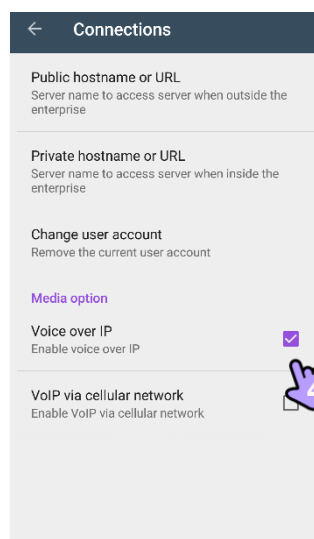 Connections
Public hostname or URL
Server name to access server when outside the
enterprise
Private hostname or URL
Server name to access server when inside the
enterprise
Change user account
Remove the current user account
Media option
Voice over IP
Enable voice over IP
VoIP via cellular network
Enable VoIP via cellular network